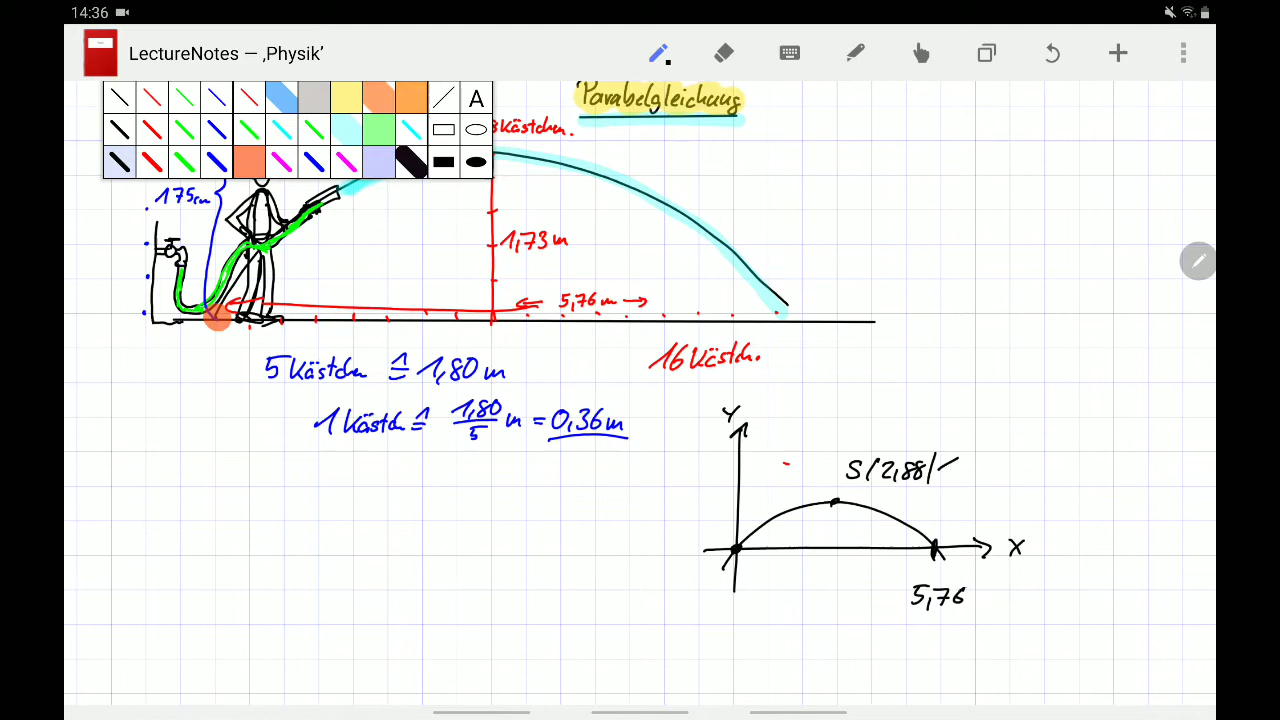 14:36
LectureNotes — ‚Physik’
A
Parabelgleichung
Kästchen.
175cm
1,73 m
← 5,76 m →
5 Kästchen ≙ 1,80 m
16 Kästch.
1 Kästch ≙ 1,80/5 m = 0,36 m
Y
S(2,88/
X
5,76